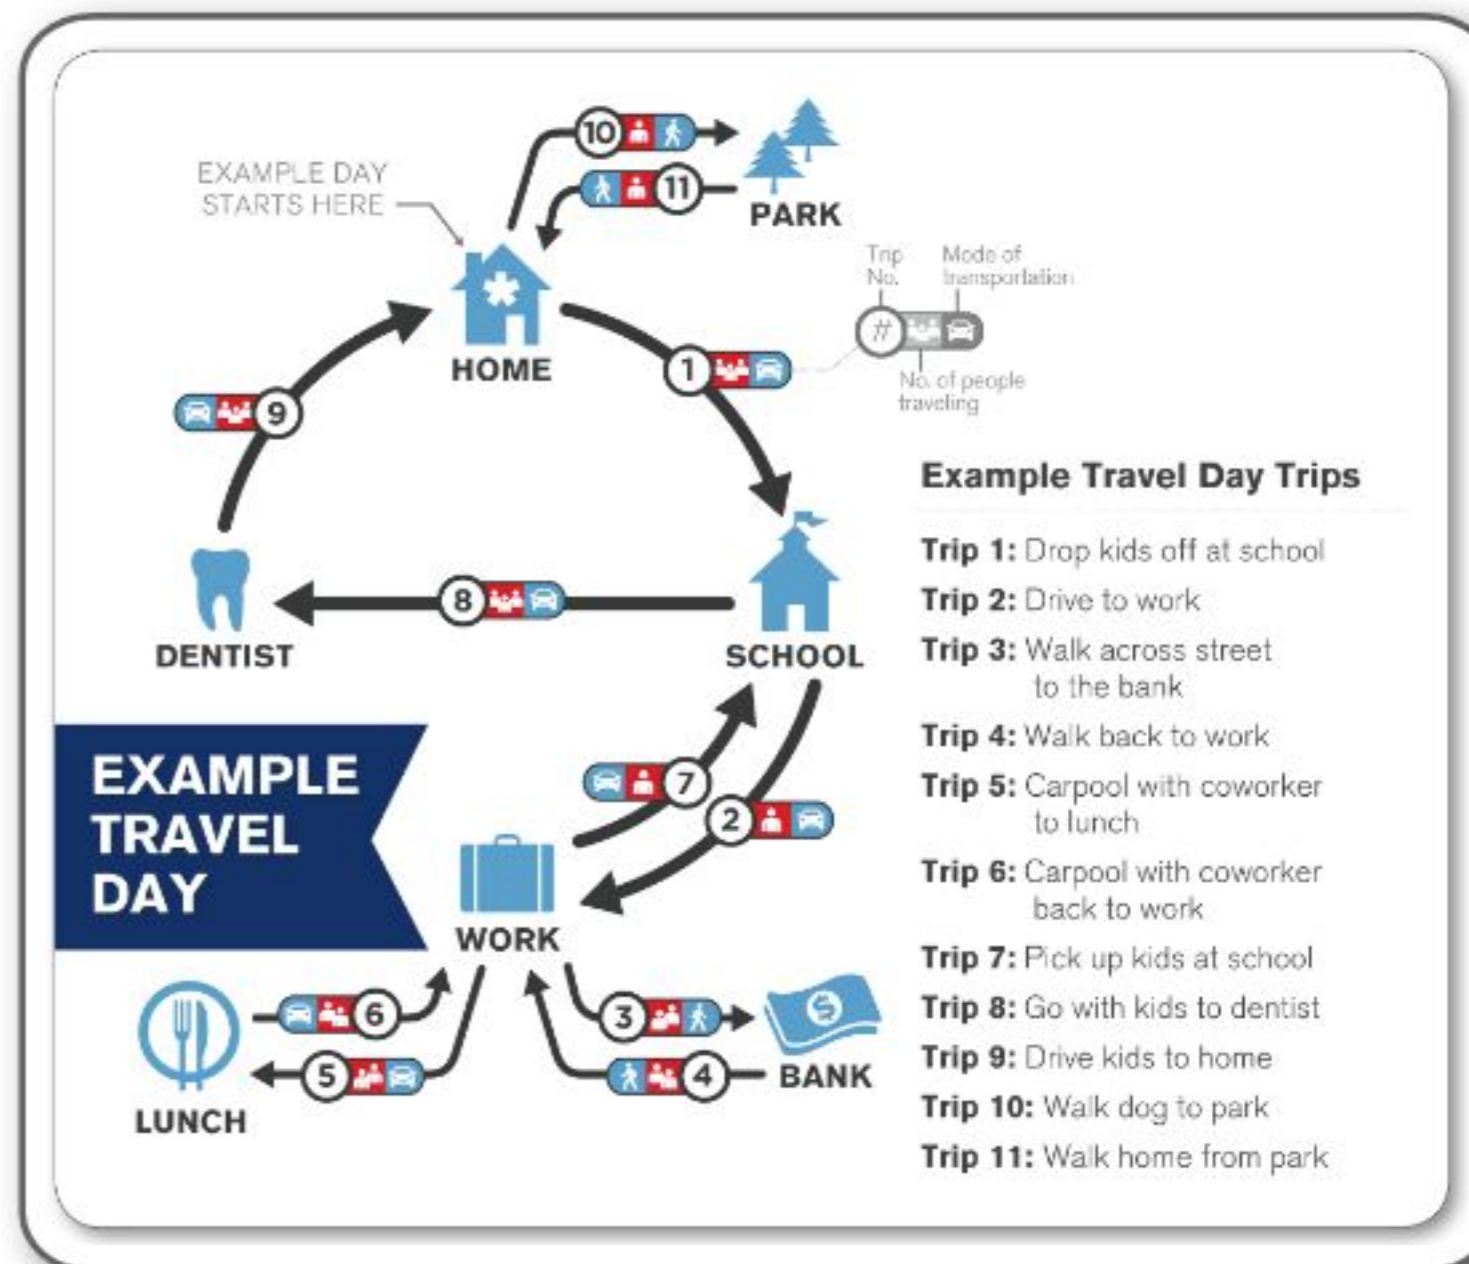 EXAMPLE DAY
STARTS HERE
10
11
PARK
HOME
Trip
No.
Mode of
transportation
#
No. of people
traveling
1
9
DENTIST
8
SCHOOL
7
2
EXAMPLE
TRAVEL
DAY
WORK
LUNCH
6
5
3
4
$
BANK
Example Travel Day Trips
Trip 1: Drop kids off at school
Trip 2: Drive to work
Trip 3: Walk across street
to the bank
Trip 4: Walk back to work
Trip 5: Carpool with coworker
to lunch
Trip 6: Carpool with coworker
back to work
Trip 7: Pick up kids at school
Trip 8: Go with kids to dentist
Trip 9: Drive kids to home
Trip 10: Walk dog to park
Trip 11: Walk home from park